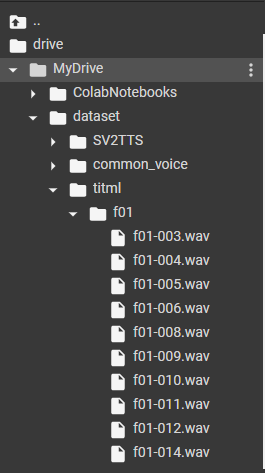 ..
drive
MyDrive
ColabNotebooks
dataset
SV2TTS
common_voice
titml
f01
f01-003.wav
f01-004.wav
f01-005.wav
f01-006.wav
f01-008.wav
f01-009.wav
f01-010.wav
f01-011.wav
f01-012.wav
f01-014.wav